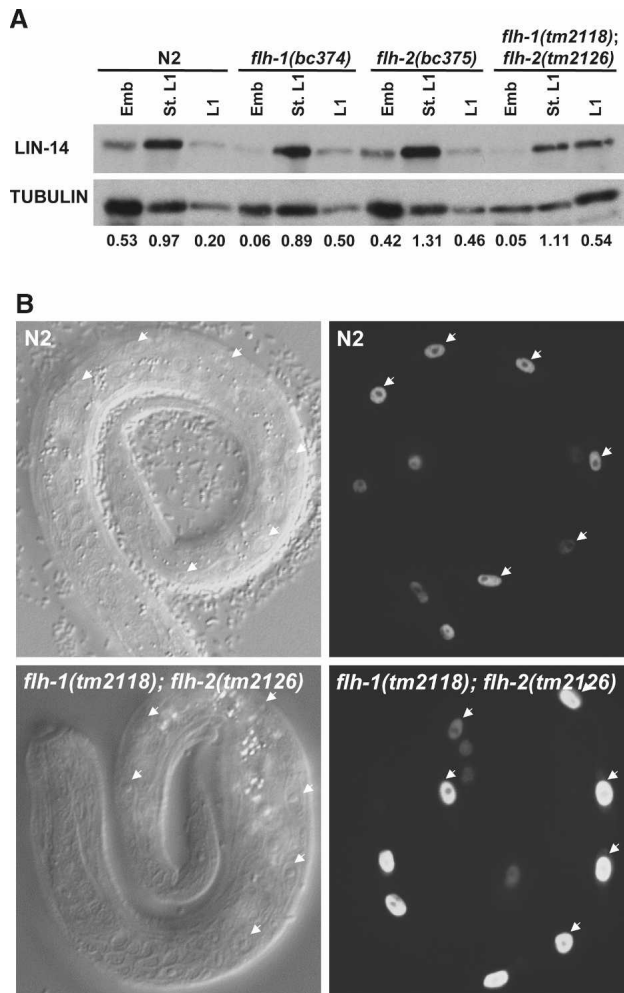 A
N2 flh-1(bc374) flh-2(bc375) flh-1(tm2118); flh-2(tm2126)
Emb St. L1 L1 Emb St. L1 L1 Emb St. L1 L1 Emb St. L1 L1
LIN-14
TUBULIN
0.53 0.97 0.20 0.06 0.89 0.50 0.42 1.31 0.46 0.05 1.11 0.54
B
N2 N2
flh-1(tm2118); flh-2(tm2126) flh-1(tm2118); flh-2(tm2126)